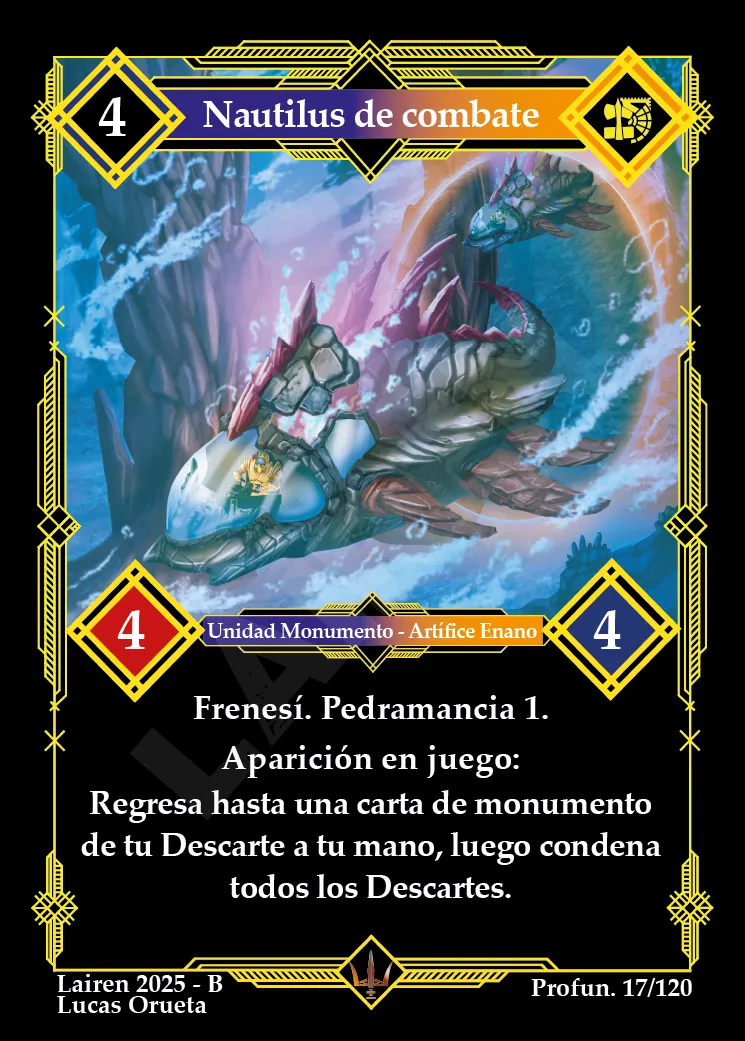 4
Nautilus de combate
4
Unidad Monumento - Artífice Enano
4
Frenesí. Pedramancia 1.
Aparición en juego:
Regresa hasta una carta de monumento
de tu Descarte a tu mano, luego condena
todos los Descartes.
Lairen 2025 - B
Lucas Orueta
Profun. 17/120